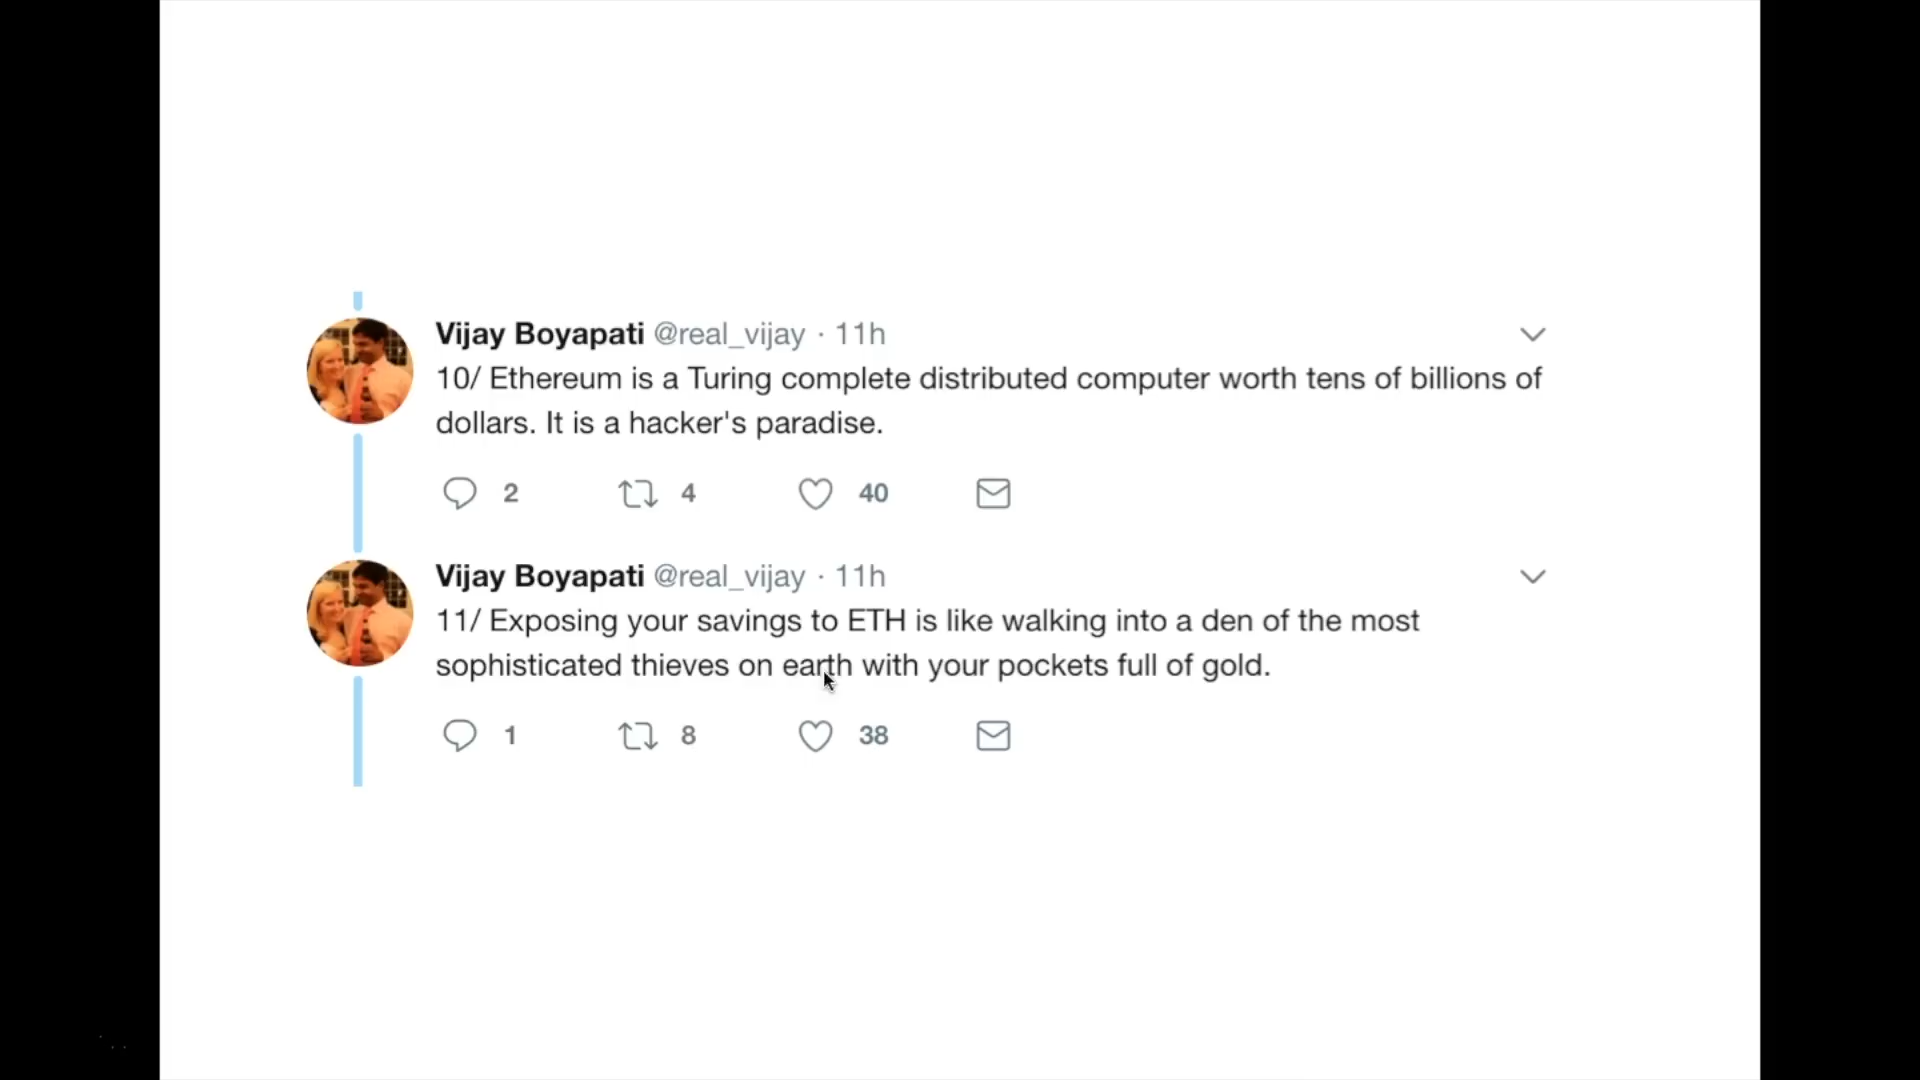 Vijay Boyapati @real_vijay · 11h
10/ Ethereum is a Turing complete distributed computer worth tens of billions of
dollars. It is a hacker's paradise.
2 4 40
Vijay Boyapati @real_vijay · 11h
11/ Exposing your savings to ETH is like walking into a den of the most
sophisticated thieves on earth with your pockets full of gold.
1 8 38